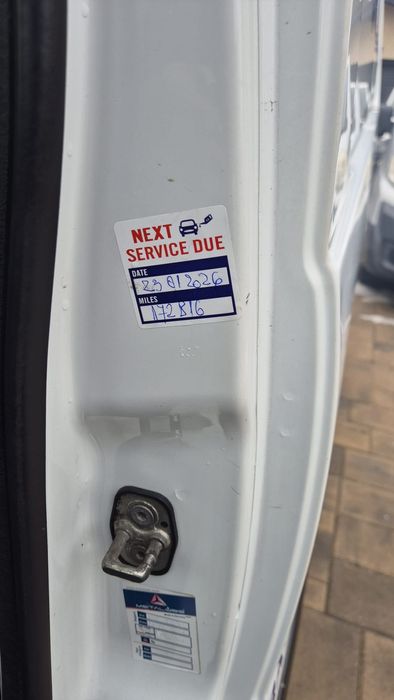 NEXT
SERVICE DUE
DATE
23 01 2026
MILES
172816